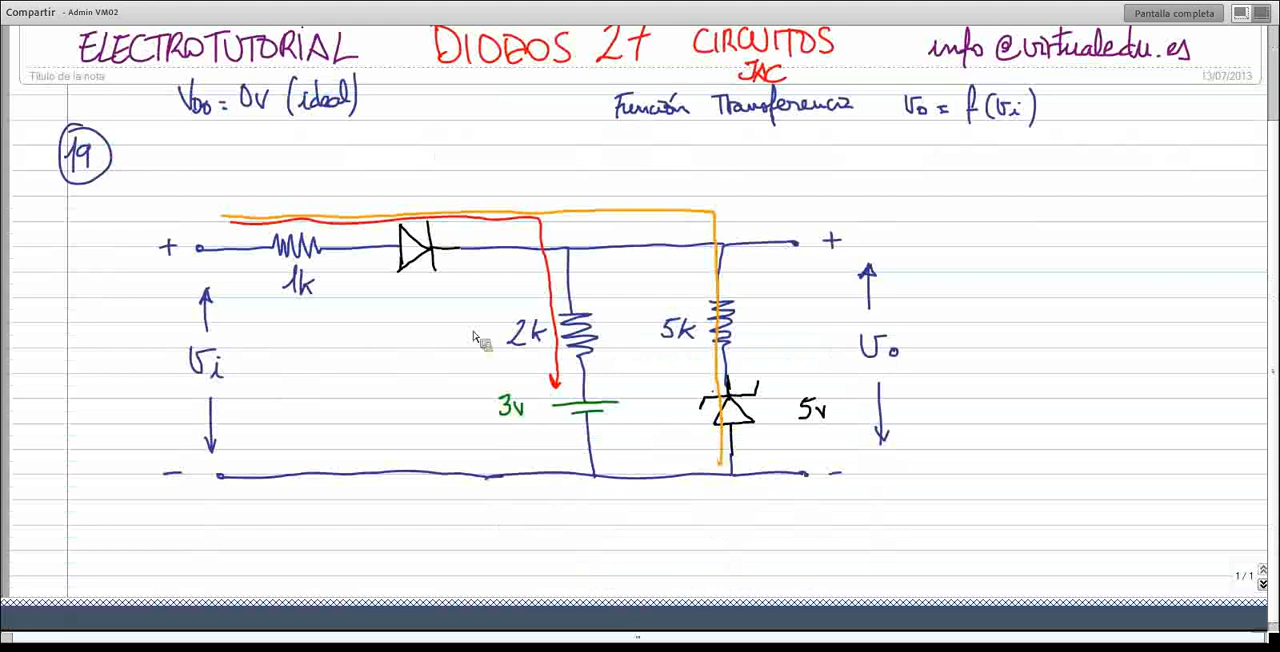 Compartir - Admin VM02
Pantalla completa
ELECTROTUTORIAL DIODOS 27 CIRCUITOS info@virtualedu.es
JAC
Título de la nota
13/07/2013
VD0 = 0V (ideal) Función Transferencia vo = f(vi)
19
+ +
1k
2k 5k
vi vo
3v 5v
- -
1/1